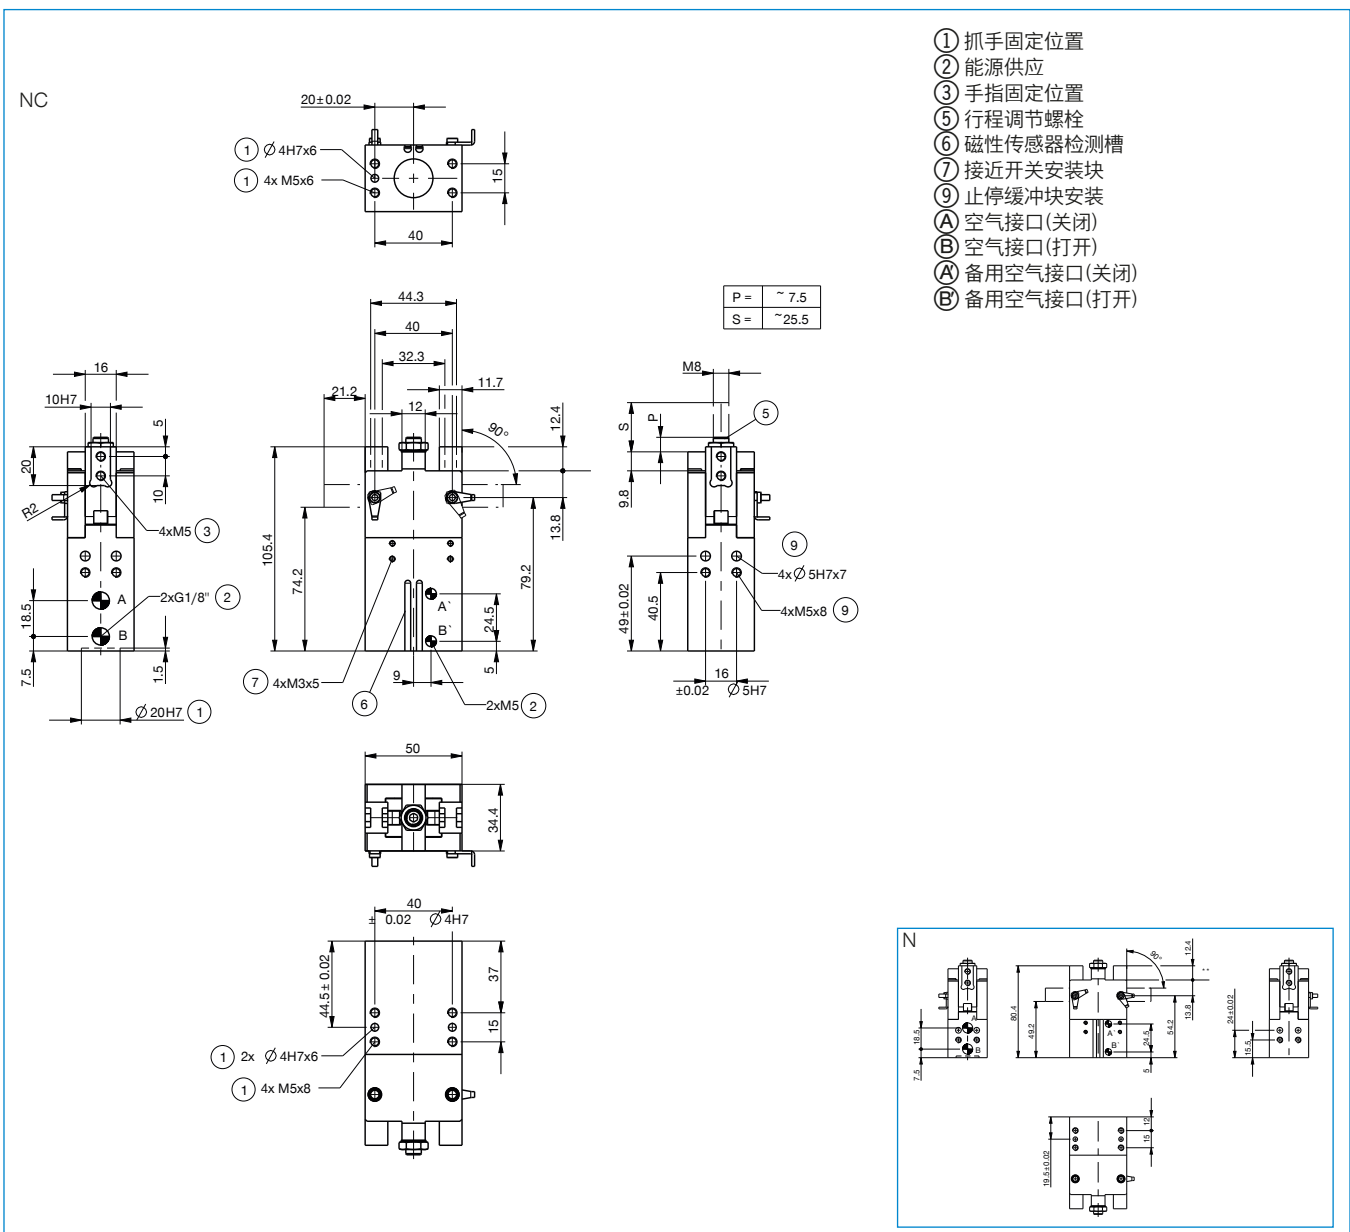 NC
① 抓手固定位置
② 能源供应
③ 手指固定位置
⑤ 行程调节螺栓
⑥ 磁性传感器检测槽
⑦ 接近开关安装块
⑨ 止停缓冲块安装
Ⓐ 空气接口(关闭)
Ⓑ 空气接口(打开)
A' 备用空气接口(关闭)
B' 备用空气接口(打开)
20±0.02
① Ø 4H7x6
① 4x M5x6
15
40
P = ~ 7.5
S = ~25.5
16
10H7
5
20
10
R2
4xM5 ③
2xG1/8" ②
A
B
18.5
7.5
1.5
Ø 20H7 ①
44.3
40
32.3
21.2
11.7
12
12.4
90°
13.8
105.4
74.2
79.2
A`
B`
24.5
5
9
⑦ 4xM3x5
⑥
2xM5 ②
M8
S
P
⑤
9.8
⑨
4xØ 5H7x7
4xM5x8 ⑨
49±0.02
40.5
16
±0.02 Ø 5H7
50
34.4
40
± 0.02 Ø 4H7
44.5± 0.02
37
15
① 2x Ø 4H7x6
① 4x M5x8
N
18.5
7.5
A
B
80.4
49.2
90°
12.4
13.8
54.2
A`
B`
24.5
5
24±0.02
15.5
19.5±0.02
12
15